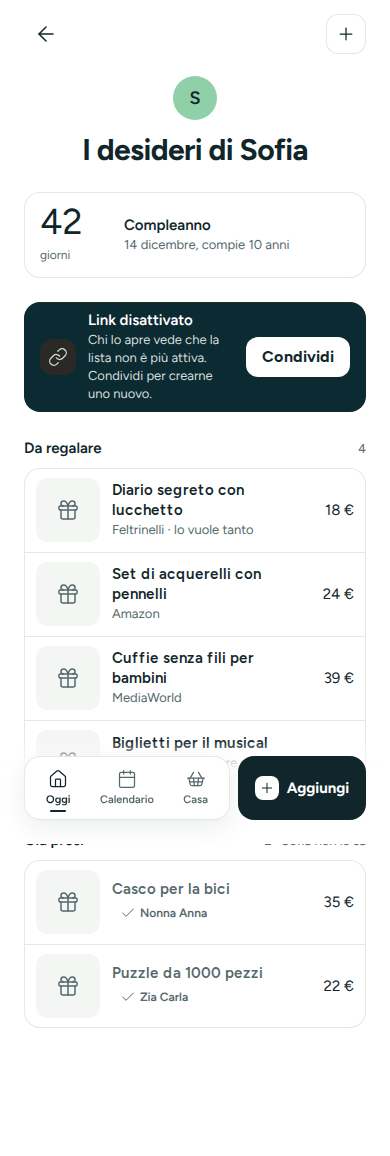 S
I desideri di Sofia
42
giorni
Compleanno
14 dicembre, compie 10 anni
Link disattivato
Chi lo apre vede che la
lista non è più attiva.
Condividi per crearne
uno nuovo.
Condividi
Da regalare
4
Diario segreto con
lucchetto
Feltrinelli · lo vuole tanto
18 €
Set di acquerelli con
pennelli
Amazon
24 €
Cuffie senza fili per
bambini
MediaWorld
39 €
Biglietti per il musical
Oggi
Calendario
Casa
Aggiungi
Casco per la bici
Nonna Anna
35 €
Puzzle da 1000 pezzi
Zia Carla
22 €